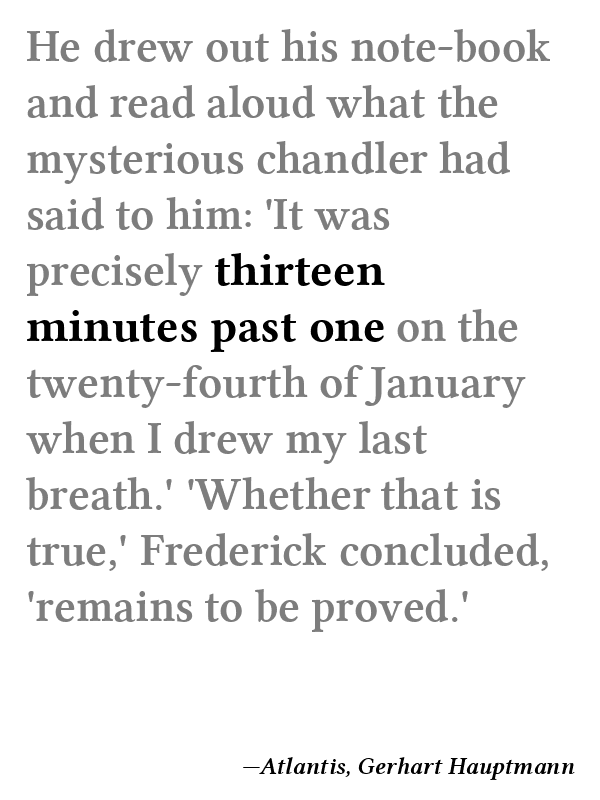 He drew out his note-book
and read aloud what the
mysterious chandler had
said to him: 'It was
precisely thirteen
minutes past one on the
twenty-fourth of January
when I drew my last
breath.' 'Whether that is
true,' Frederick concluded,
'remains to be proved.'
—Atlantis, Gerhart Hauptmann